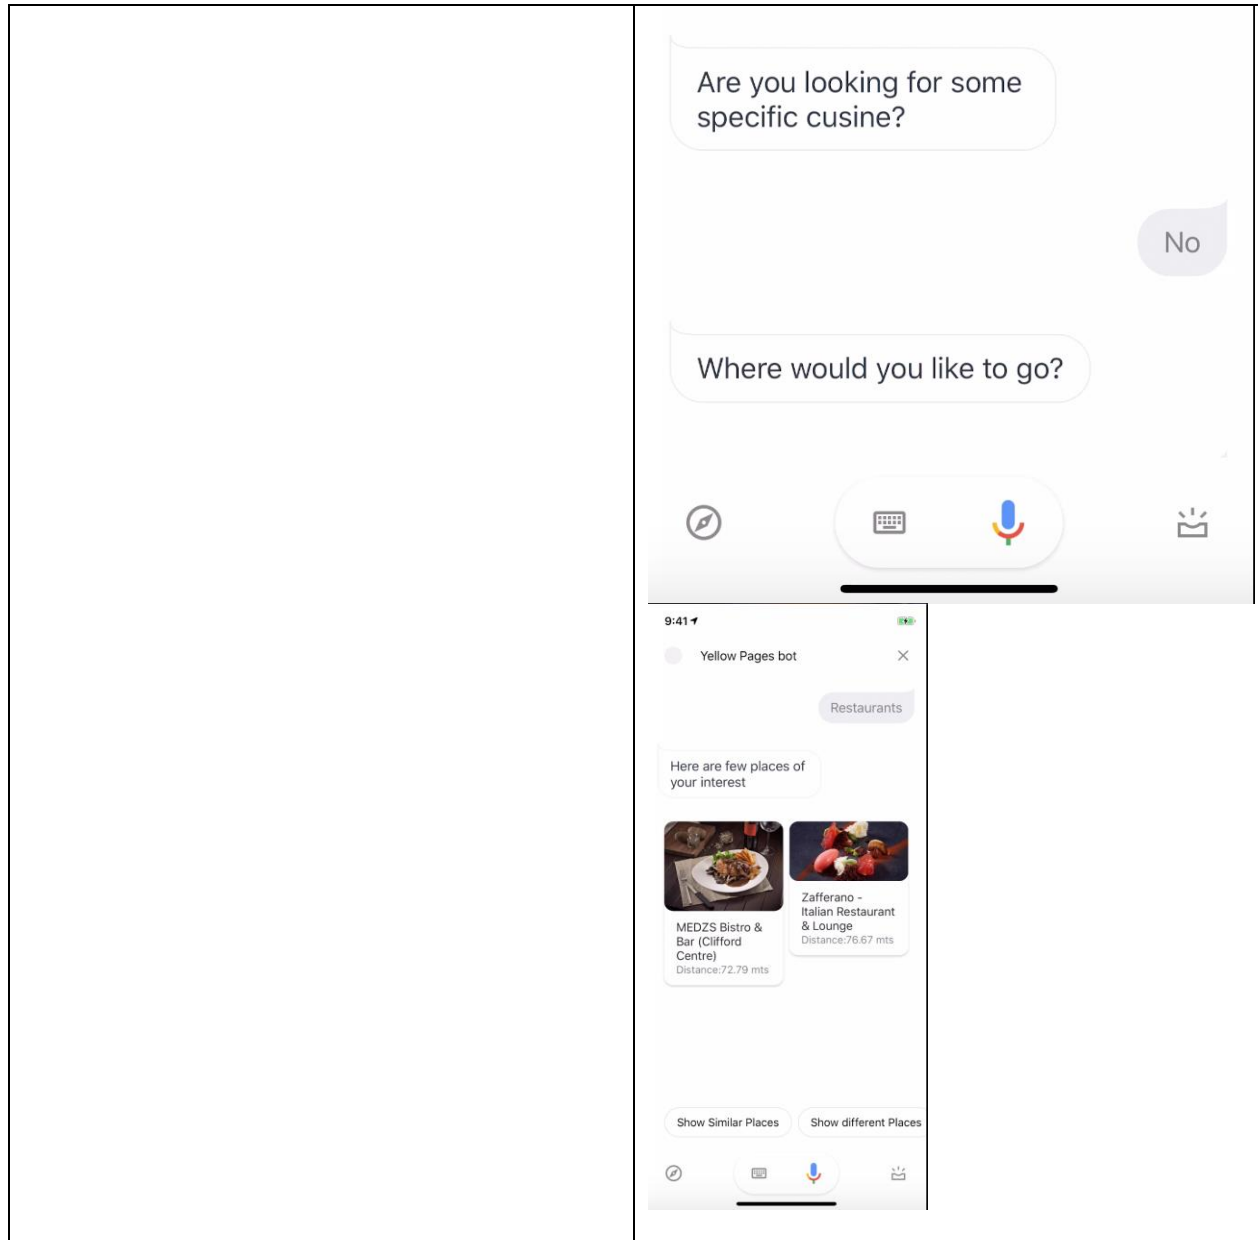 Are you looking for some
specific cusine?
No
Where would you like to go?
9:41
Yellow Pages bot
Restaurants
Here are few places of
your interest
MEDZS Bistro &
Bar (Clifford
Centre)
Distance:72.79 mts
Zafferano -
Italian Restaurant
& Lounge
Distance:76.67 mts
Show Similar Places
Show different Places